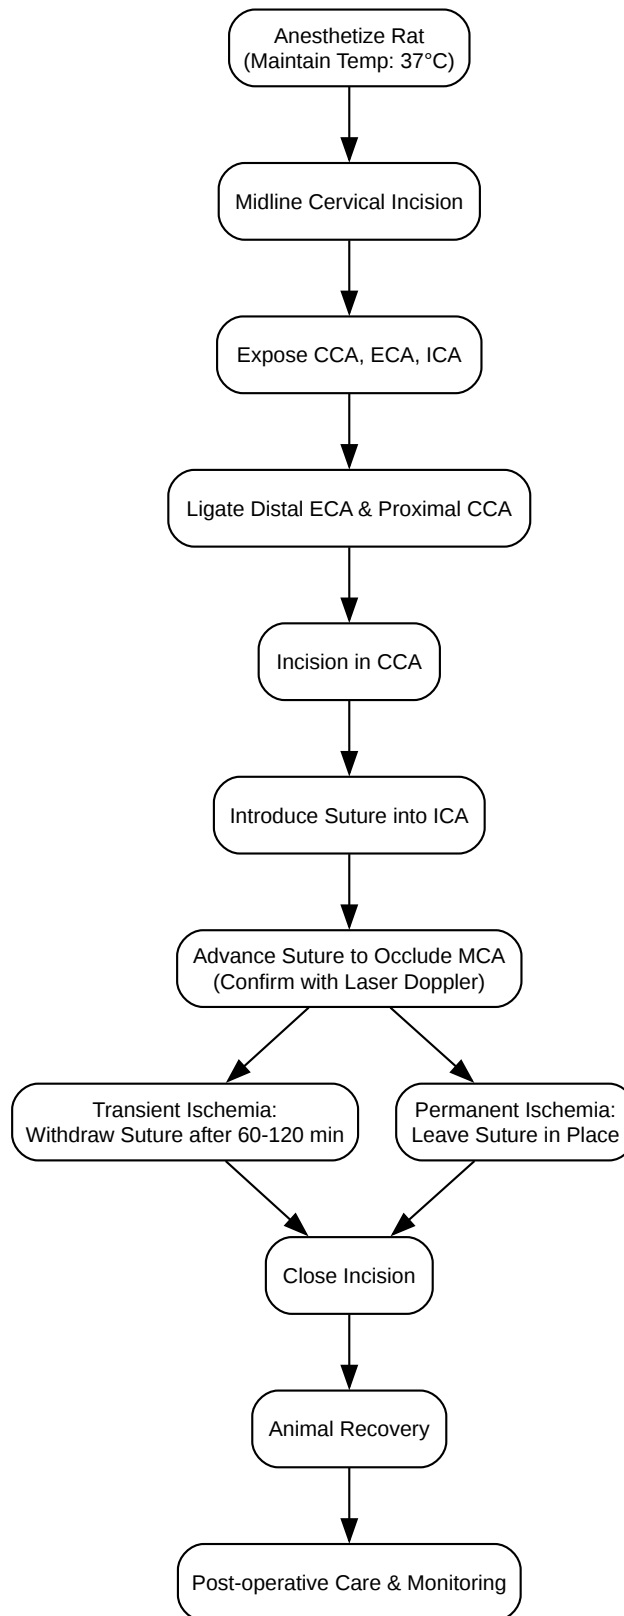 Anesthetize Rat
(Maintain Temp: 37°C)
Midline Cervical Incision
Expose CCA, ECA, ICA
Ligate Distal ECA & Proximal CCA
Incision in CCA
Introduce Suture into ICA
Advance Suture to Occlude MCA
(Confirm with Laser Doppler)
Transient Ischemia:
Withdraw Suture after 60-120 min
Permanent Ischemia:
Leave Suture in Place
Close Incision
Animal Recovery
Post-operative Care & Monitoring